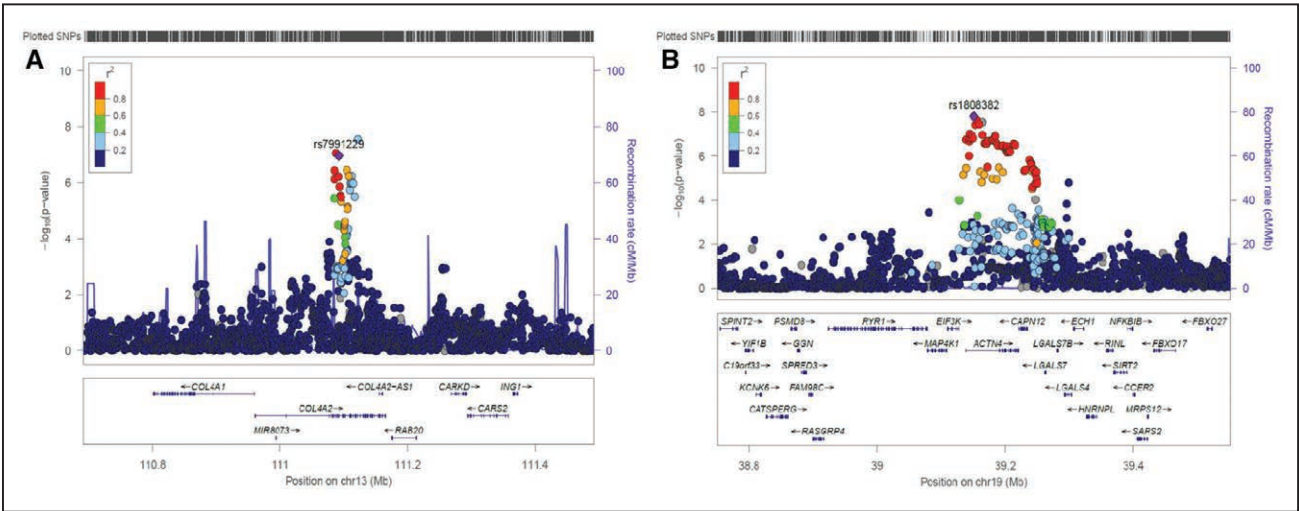 Plotted SNPs
A
10
8
6
4
2
0
−log10(p-value)
r2
0.8
0.6
0.4
0.2
rs7991229
100
80
60
40
20
0
Recombination rate (cM/Mb)
←COL4A1
COL4A2−AS1
CARKD→
ING1→
COL4A2→
←CARS2
MIR8073→
←RAB20
110.8
111
111.2
111.4
Position on chr13 (Mb)
Plotted SNPs
B
10
8
6
4
2
0
−log10(p-value)
r2
0.8
0.6
0.4
0.2
rs1808382
100
80
60
40
20
0
Recombination rate (cM/Mb)
SPINT2→
PSMD8→
RYR1→
EIF3K→
←CAPN12
←ECH1
NFKBIB→
←FBXO27
←YIF1B
←GGN
←MAP4K1
ACTN4→
LGALS7B→
←RINL
←FBXO17
C19orf33→
←SPRED3→
←LGALS7
←SIRT2
KCNK6→
FAM98C→
←LGALS4
←CCER2
CATSPERG→
←HNRNPL
MRPS12→
←RASGRP4
←SARS2
38.8
39
39.2
39.4
Position on chr19 (Mb)